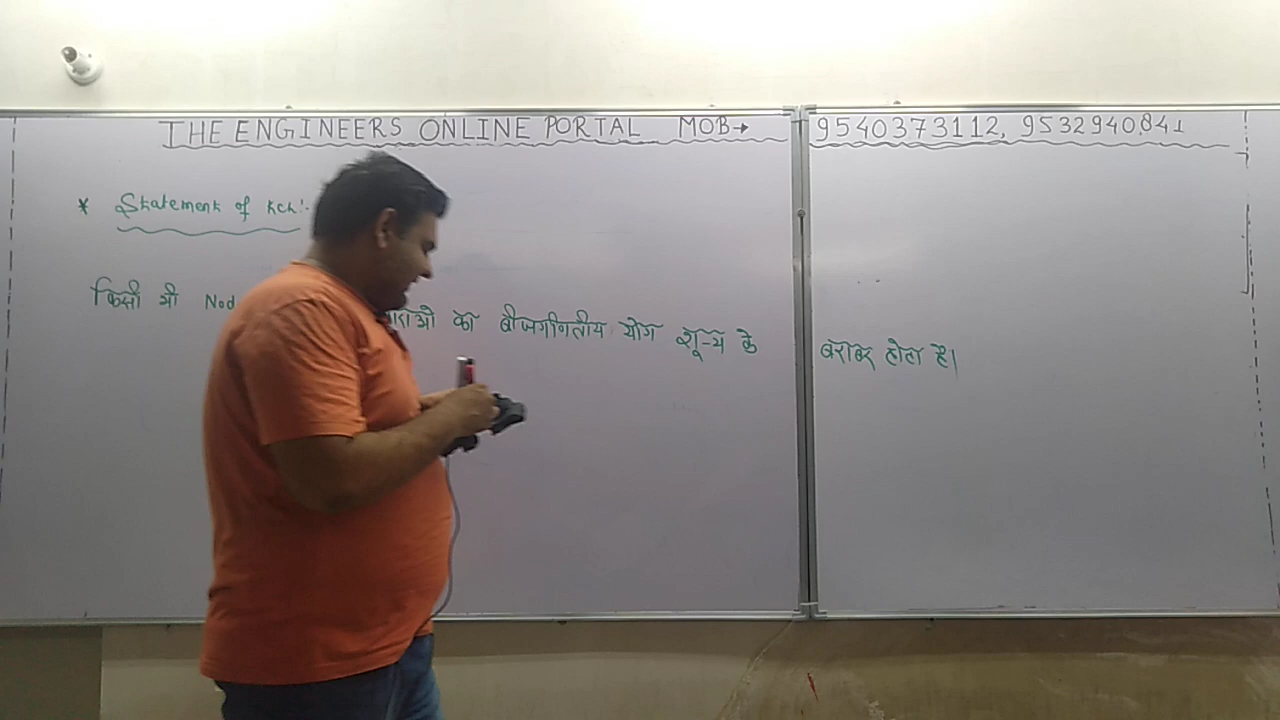 THE ENGINEERS ONLINE PORTAL MOB→ 9540373112, 9532940841
* Statement of KCL:-
किसी भी Nod धाराओ का बीजगणितीय योग शून्य के बराबर होता है।